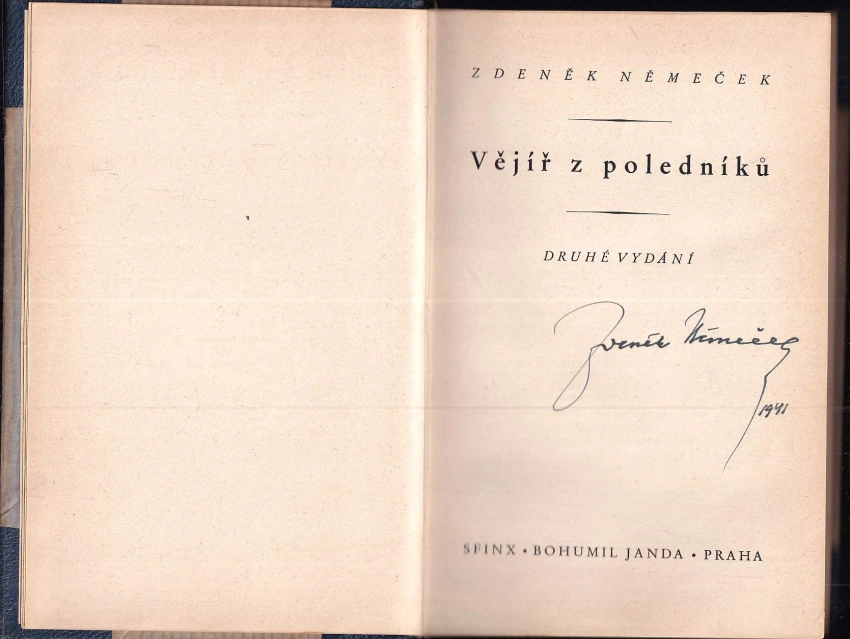 ZDENĚK NĚMEČEK
Vějíř z poledníků
DRUHÉ VYDÁNÍ
Zdeněk Němeček
1941
SFINX • BOHUMIL JANDA • PRAHA